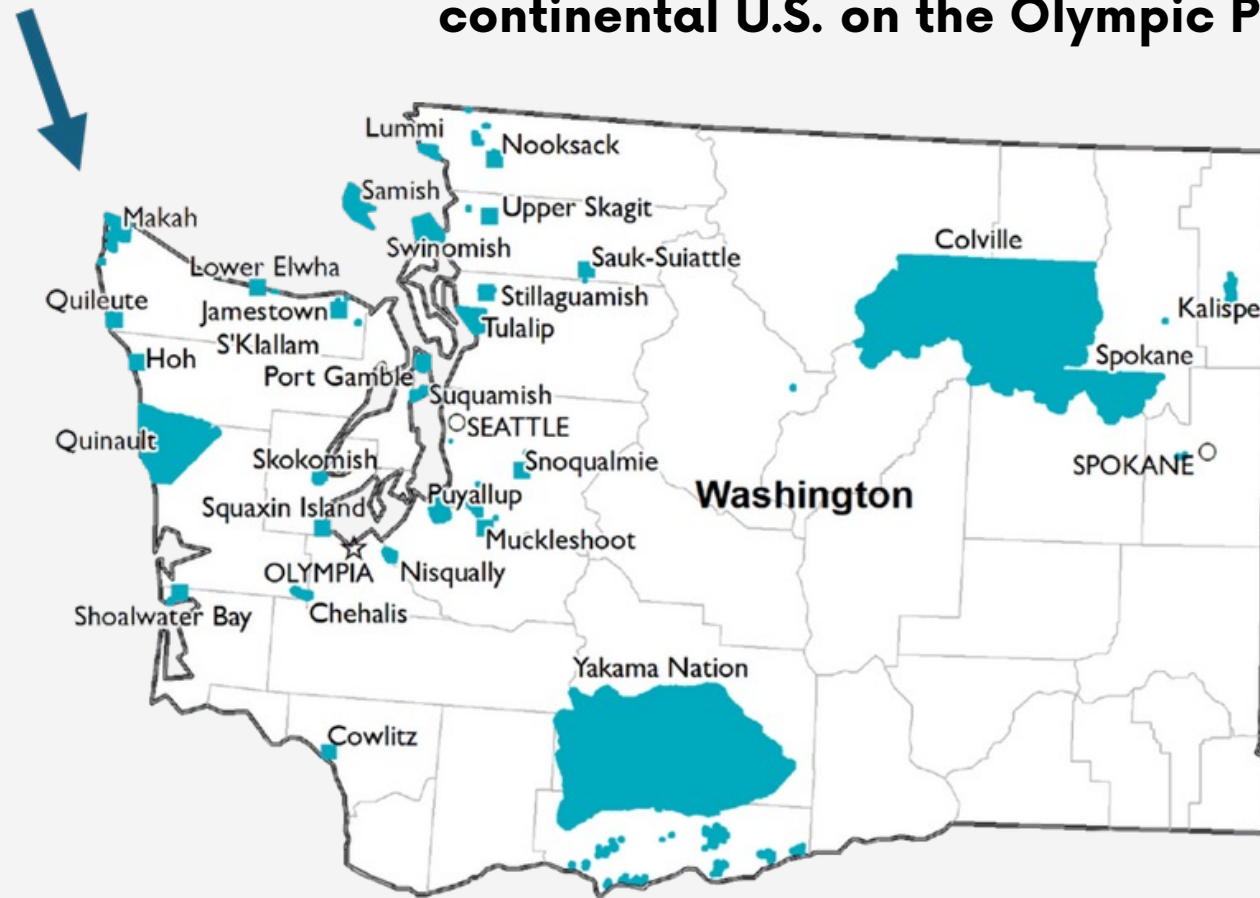 continental U.S. on the Olympic P
Lummi
Nooksack
Samish
Upper Skagit
Makah
Swinomish
Sauk-Suiattle
Colville
Lower Elwha
Stillaguamish
Quileute
Jamestown
S'Klallam
Tulalip
Kalispe
Hoh
Port Gamble
Spokane
Suquamish
SEATTLE
Quinault
Skokomish
Snoqualmie
SPOKANE
Squaxin Island
Puyallup
Washington
Muckleshoot
OLYMPIA
Nisqually
Shoalwater Bay
Chehalis
Yakama Nation
Cowlitz